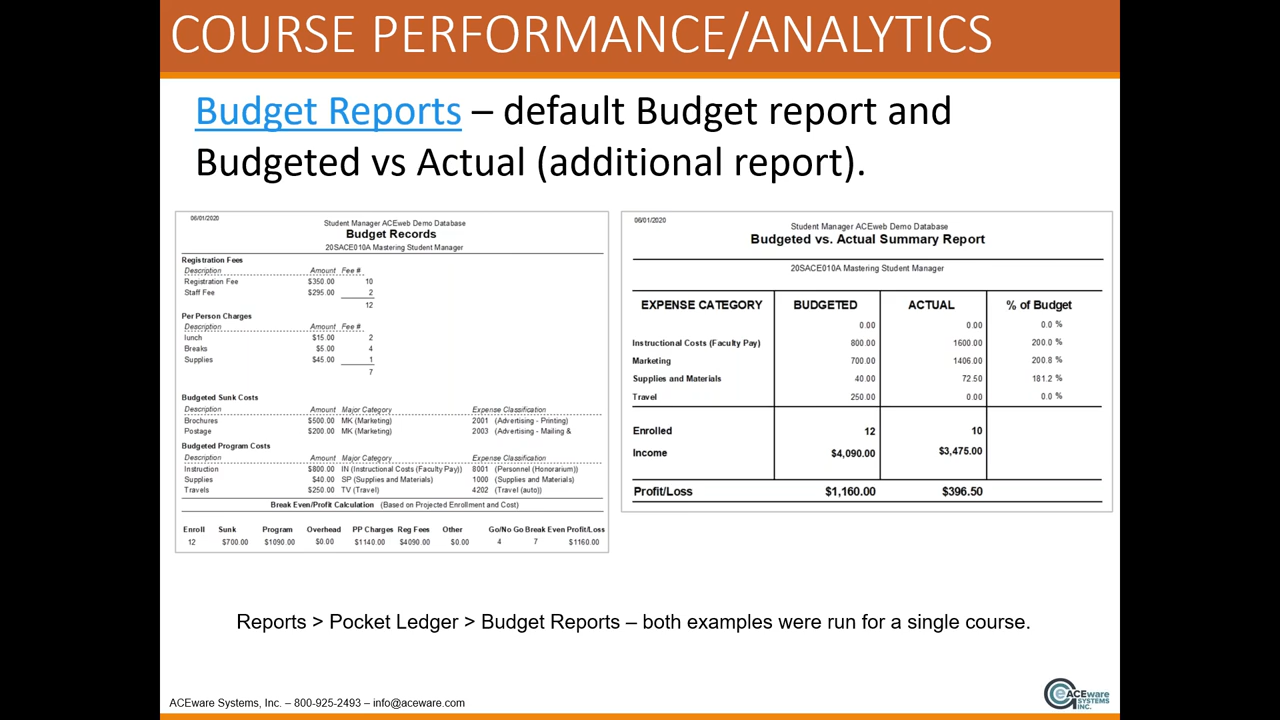 COURSE PERFORMANCE/ANALYTICS
Budget Reports – default Budget report and
Budgeted vs Actual (additional report).
06/01/2020
Student Manager ACEweb Demo Database
Budget Records
20SACE010A Mastering Student Manager
Registration Fees
Description Amount Fee #
Registration Fee $350.00 10
Staff Fee $295.00 2
12
Per Person Charges
Description Amount Fee #
lunch $15.00 2
Breaks $5.00 4
Supplies $45.00 1
7
Budgeted Sunk Costs
Description Amount Major Category Expense Classification
Brochures $500.00 MK (Marketing) 2001 (Advertising - Printing)
Postage $200.00 MK (Marketing) 2003 (Advertising - Mailing &
Budgeted Program Costs
Description Amount Major Category Expense Classification
Instruction $800.00 IN (Instructional Costs (Faculty Pay)) 8001 (Personnel (Honorarium))
Supplies $40.00 SP (Supplies and Materials) 1000 (Supplies and Materials)
Travels $250.00 TV (Travel) 4202 (Travel (auto))
Break Even/Profit Calculation (Based on Projected Enrollment and Cost)
Enroll Sunk Program Overhead PP Charges Reg Fees Other Go/No Go Break Even Profit/Loss
12 $700.00 $1090.00 $0.00 $1140.00 $4090.00 $0.00 4 7 $1160.00
06/01/2020
Student Manager ACEweb Demo Database
Budgeted vs. Actual Summary Report
20SACE010A Mastering Student Manager
EXPENSE CATEGORY BUDGETED ACTUAL % of Budget
0.00 0.00 0.0 %
Instructional Costs (Faculty Pay) 800.00 1600.00 200.0 %
Marketing 700.00 1406.00 200.8 %
Supplies and Materials 40.00 72.50 181.2 %
Travel 250.00 0.00 0.0 %
Enrolled 12 10
Income $4,090.00 $3,475.00
Profit/Loss $1,160.00 $396.50
Reports > Pocket Ledger > Budget Reports – both examples were run for a single course.
ACEware Systems, Inc. – 800-925-2493 – info@aceware.com
ACEware
SYSTEMS
INC.